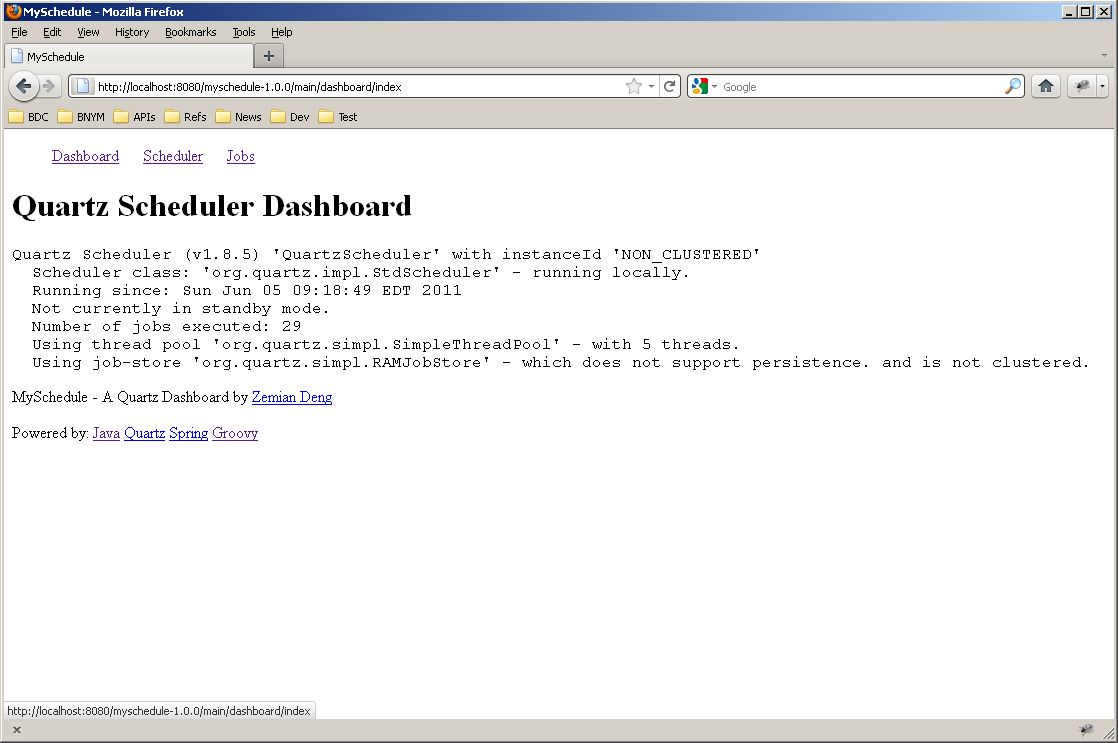 MySchedule - Mozilla Firefox
File Edit View History Bookmarks Tools Help
MySchedule
http://localhost:8080/myschedule-1.0.0/main/dashboard/index
Google
BDC BNYM APIs Refs News Dev Test
Dashboard Scheduler Jobs
Quartz Scheduler Dashboard
Quartz Scheduler (v1.8.5) 'QuartzScheduler' with instanceId 'NON_CLUSTERED'
Scheduler class: 'org.quartz.impl.StdScheduler' - running locally.
Running since: Sun Jun 05 09:18:49 EDT 2011
Not currently in standby mode.
Number of jobs executed: 29
Using thread pool 'org.quartz.simpl.SimpleThreadPool' - with 5 threads.
Using job-store 'org.quartz.simpl.RAMJobStore' - which does not support persistence. and is not clustered.
MySchedule - A Quartz Dashboard by Zemian Deng
Powered by: Java Quartz Spring Groovy
http://localhost:8080/myschedule-1.0.0/main/dashboard/index